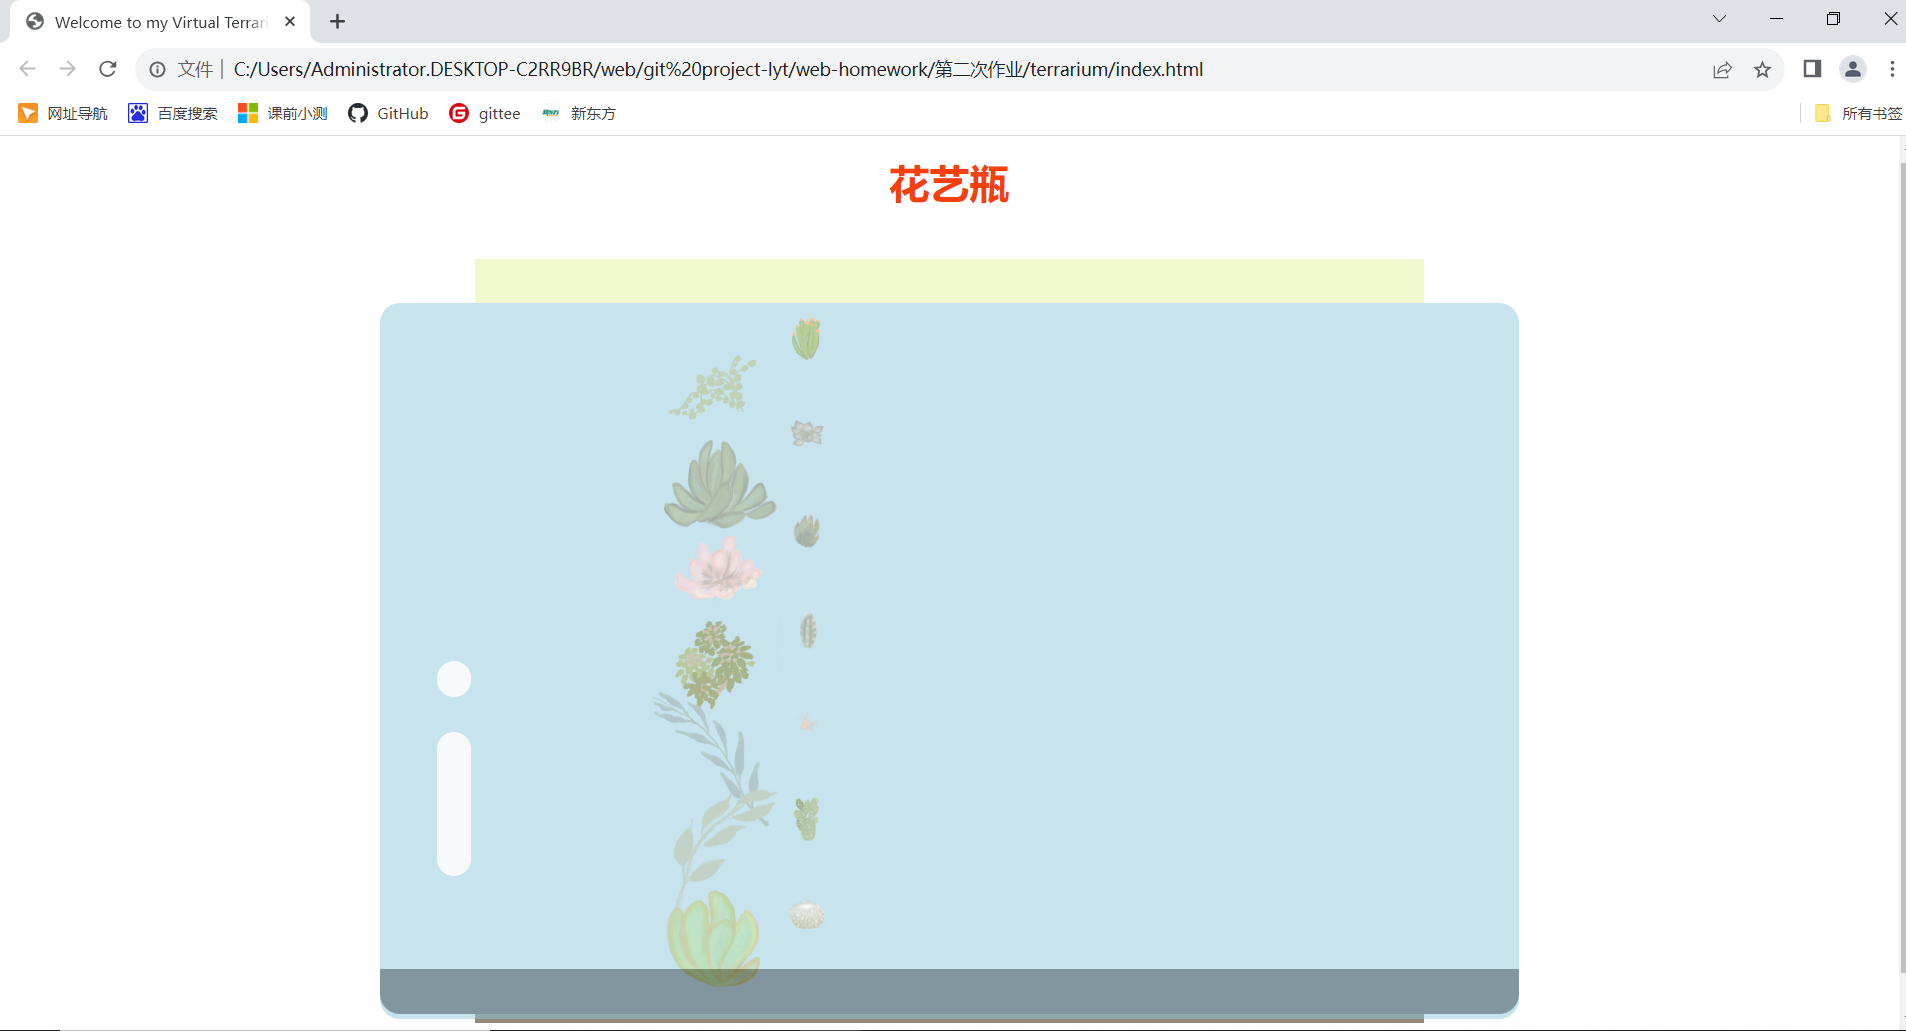 Welcome to my Virtual Terrari
文件 | C:/Users/Administrator.DESKTOP-C2RR9BR/web/git%20project-lyt/web-homework/第二次作业/terrarium/index.html
网址导航 百度搜索 课前小测 GitHub gittee 新东方 所有书签
花艺瓶